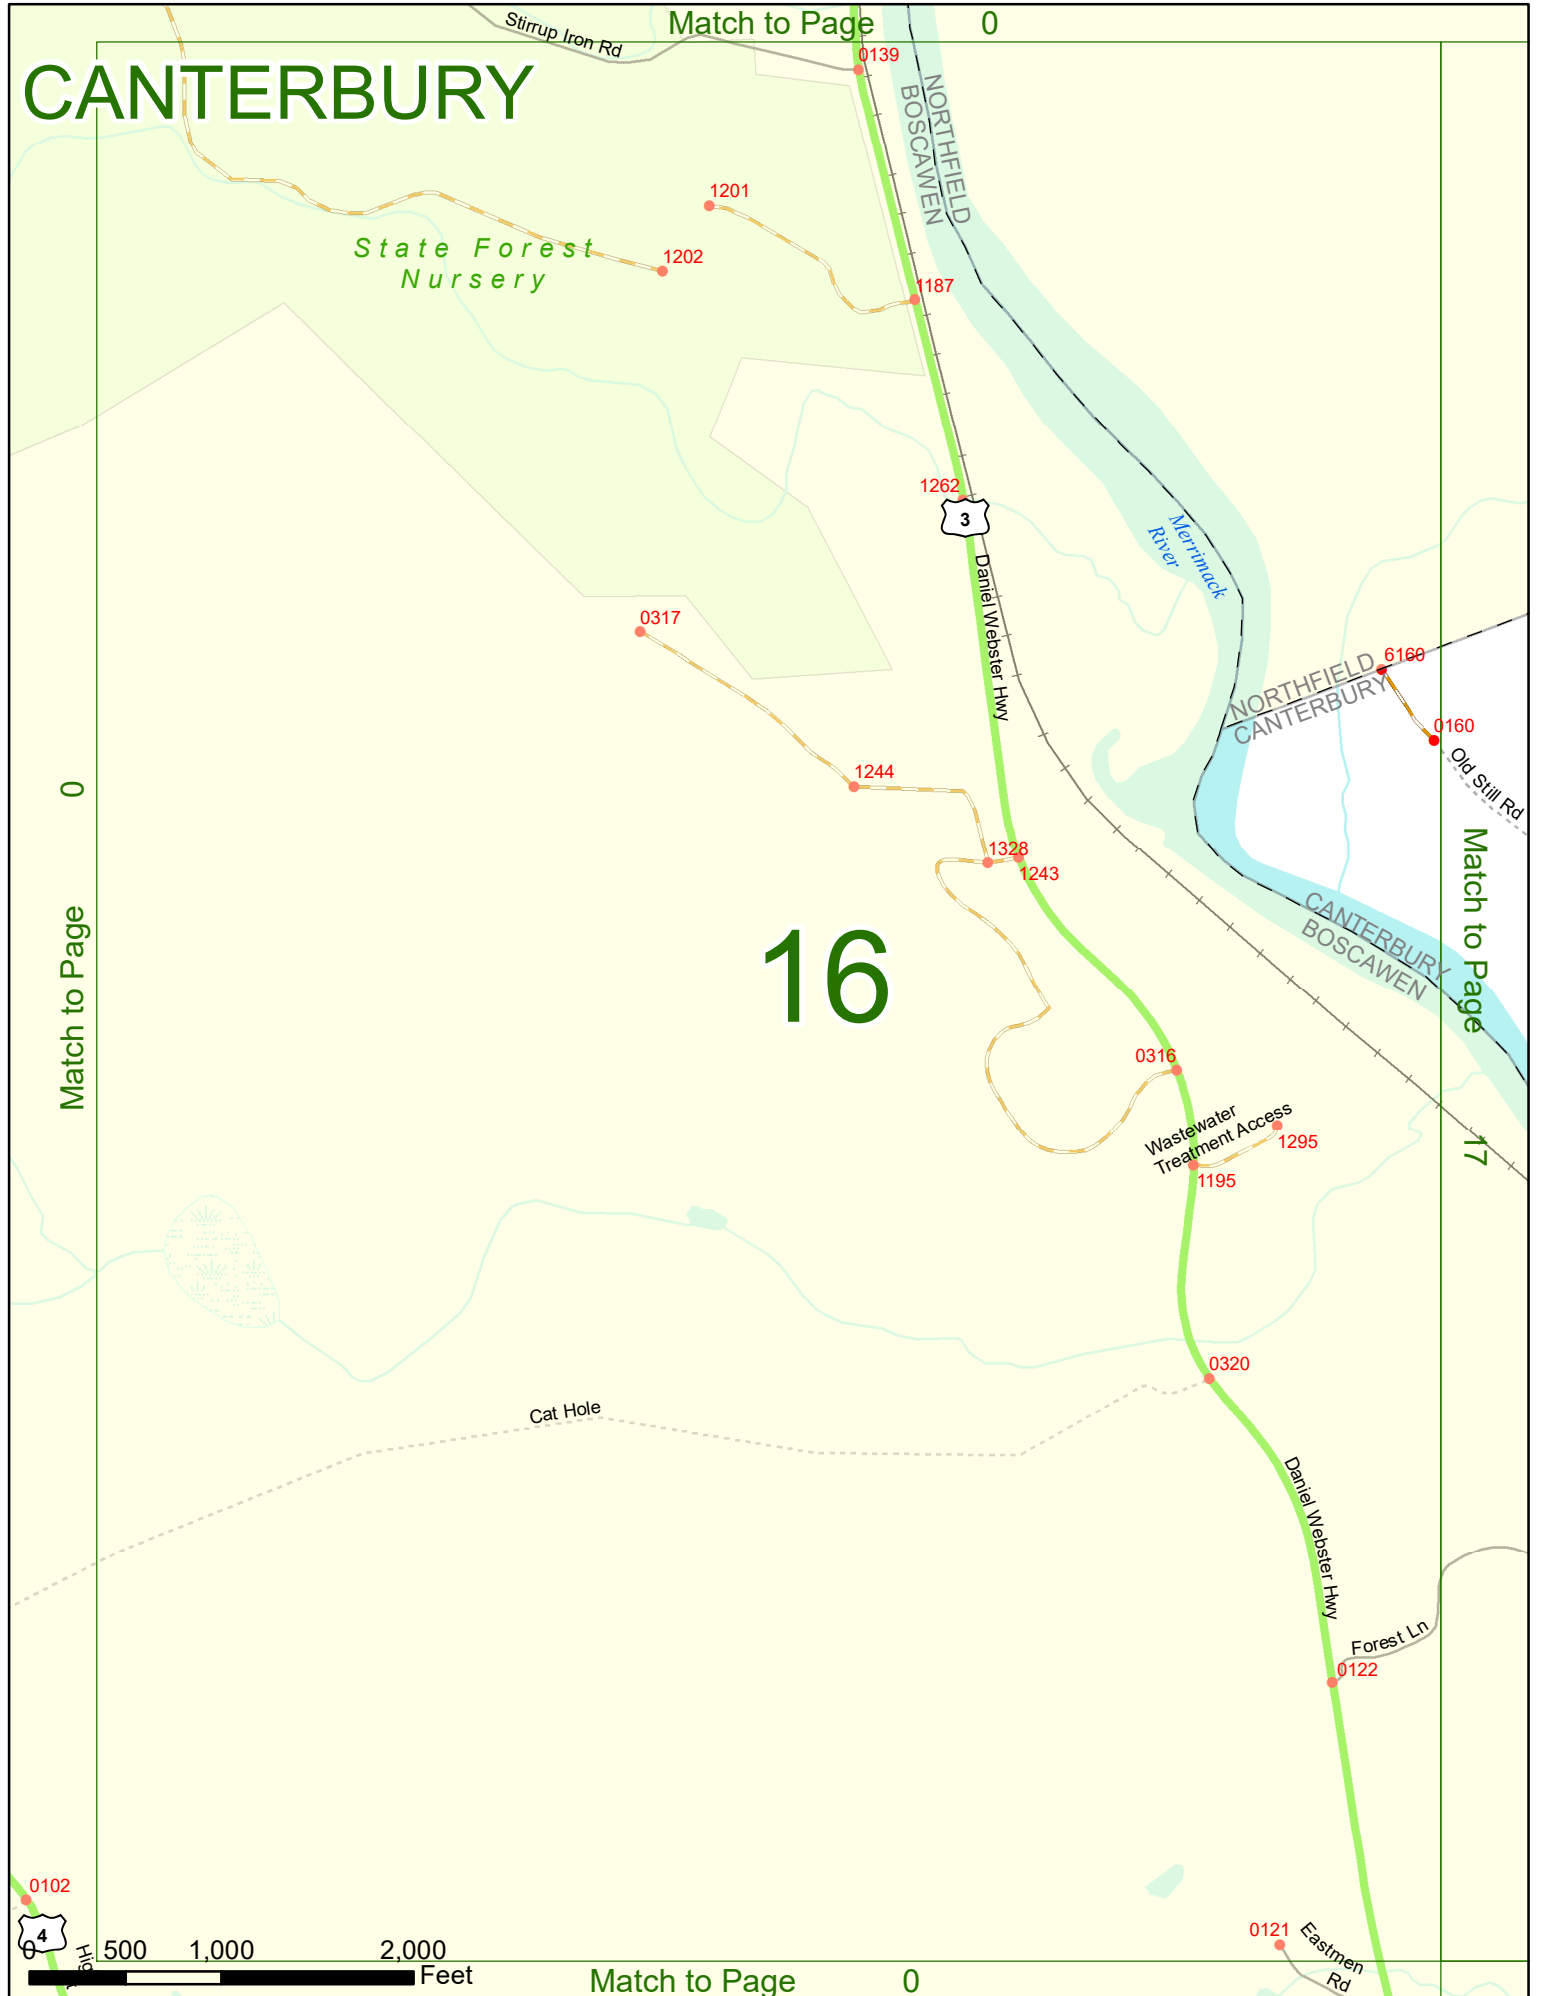 Match to Page 0
Stirrup Iron Rd
0139
CANTERBURY
NORTHFIELD
BOSCAWEN
1201
State Forest
Nursery
1202
1187
1262
3
Merrimack
River
Daniel Webster Hwy
0317
6160
NORTHFIELD
CANTERBURY
0160
Old Still Rd
1244
0
Match to Page
1328
1243
Match to Page
17
CANTERBURY
BOSCAWEN
16
0316
Wastewater
Treatment Access
1295
1195
0320
Cat Hole
Daniel Webster Hwy
Forest Ln
0122
0102
4
0121
Eastmen
Rd
0 500 1,000 2,000
Feet
Match to Page 0